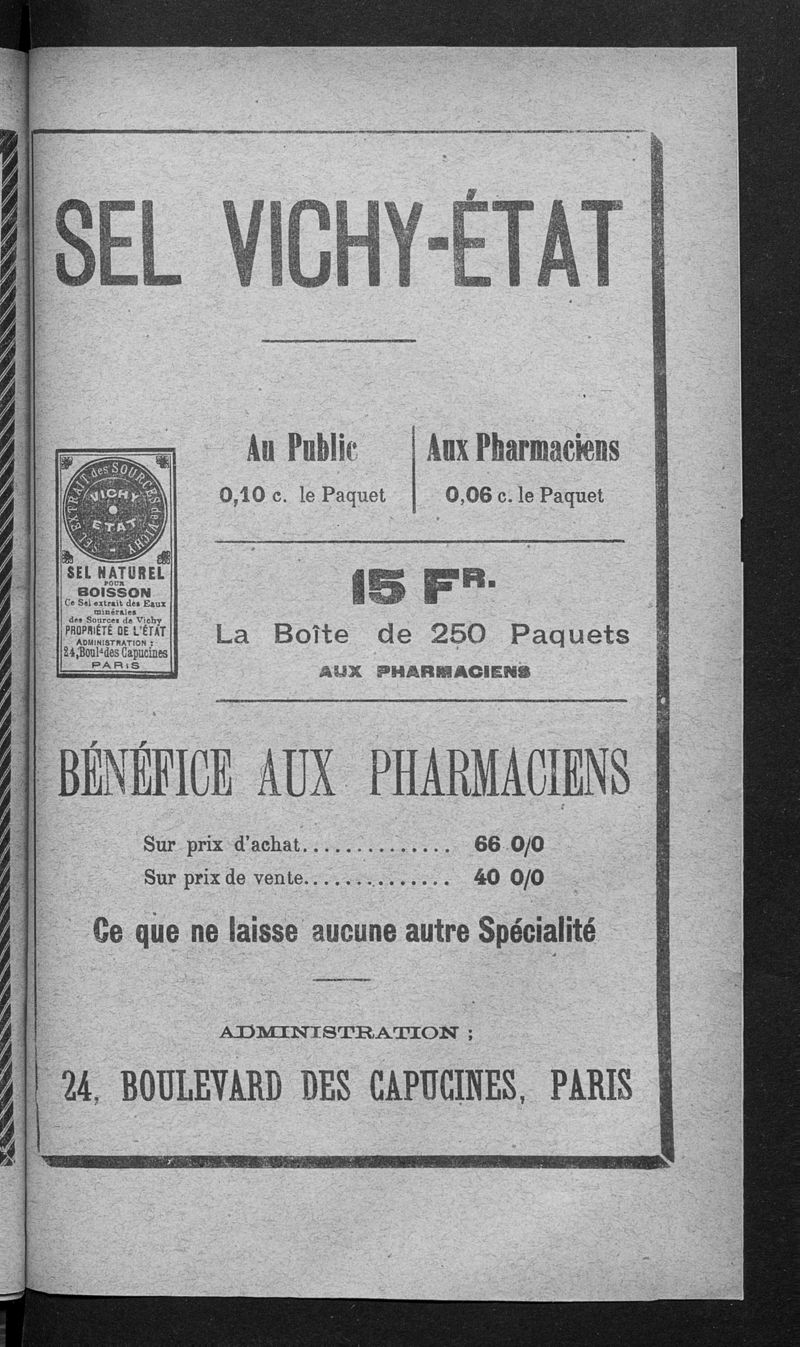 SEL VICHY-ÉTAT
Au Public
0,10 c. le Paquet
Aux Pharmaciens
0,06 c. le Paquet
SEL EXTRAIT des SOURCES de VICHY
VICHY
ETAT
SEL NATUREL
POUR
BOISSON
Ce Sel extrait des Eaux
minérales
des Sources de Vichy
PROPRIÉTÉ DE L'ÉTAT
ADMINISTRATION :
24, Boulᵈ des Capucines
PARIS
15 FR.
La Boîte de 250 Paquets
AUX PHARMACIENS
BÉNÉFICE AUX PHARMACIENS
Sur prix d'achat.............. 66 0/0
Sur prix de vente.............. 40 0/0
Ce que ne laisse aucune autre Spécialité
ADMINISTRATION ;
24, BOULEVARD DES CAPUCINES, PARIS